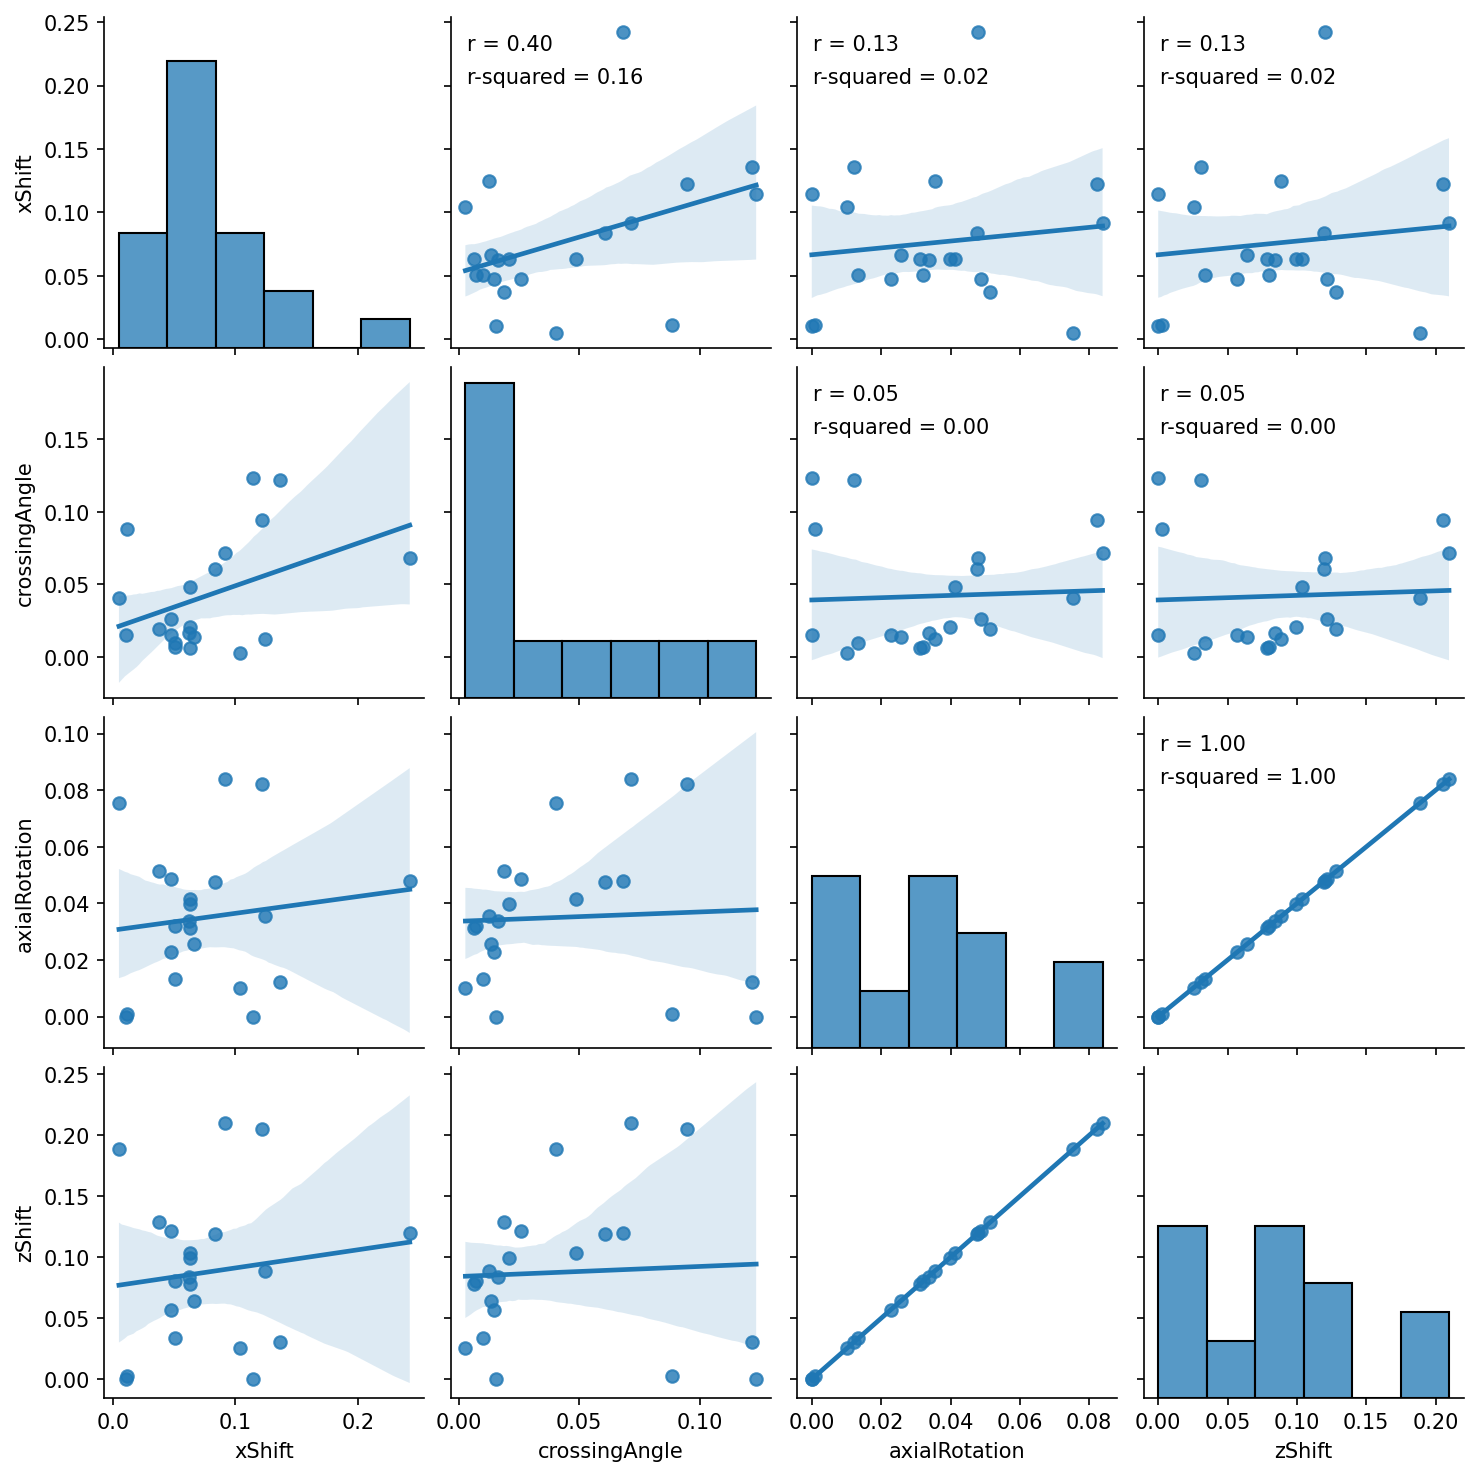 0.25
0.20
0.15
0.10
0.05
0.00
xShift
r = 0.40
r-squared = 0.16
r = 0.13
r-squared = 0.02
r = 0.13
r-squared = 0.02
0.15
0.10
0.05
0.00
crossingAngle
r = 0.05
r-squared = 0.00
r = 0.05
r-squared = 0.00
0.10
0.08
0.06
0.04
0.02
0.00
axialRotation
r = 1.00
r-squared = 1.00
0.25
0.20
0.15
0.10
0.05
0.00
zShift
0.0 0.1 0.2
xShift
0.00 0.05 0.10
crossingAngle
0.00 0.02 0.04 0.06 0.08
axialRotation
0.00 0.05 0.10 0.15 0.20
zShift